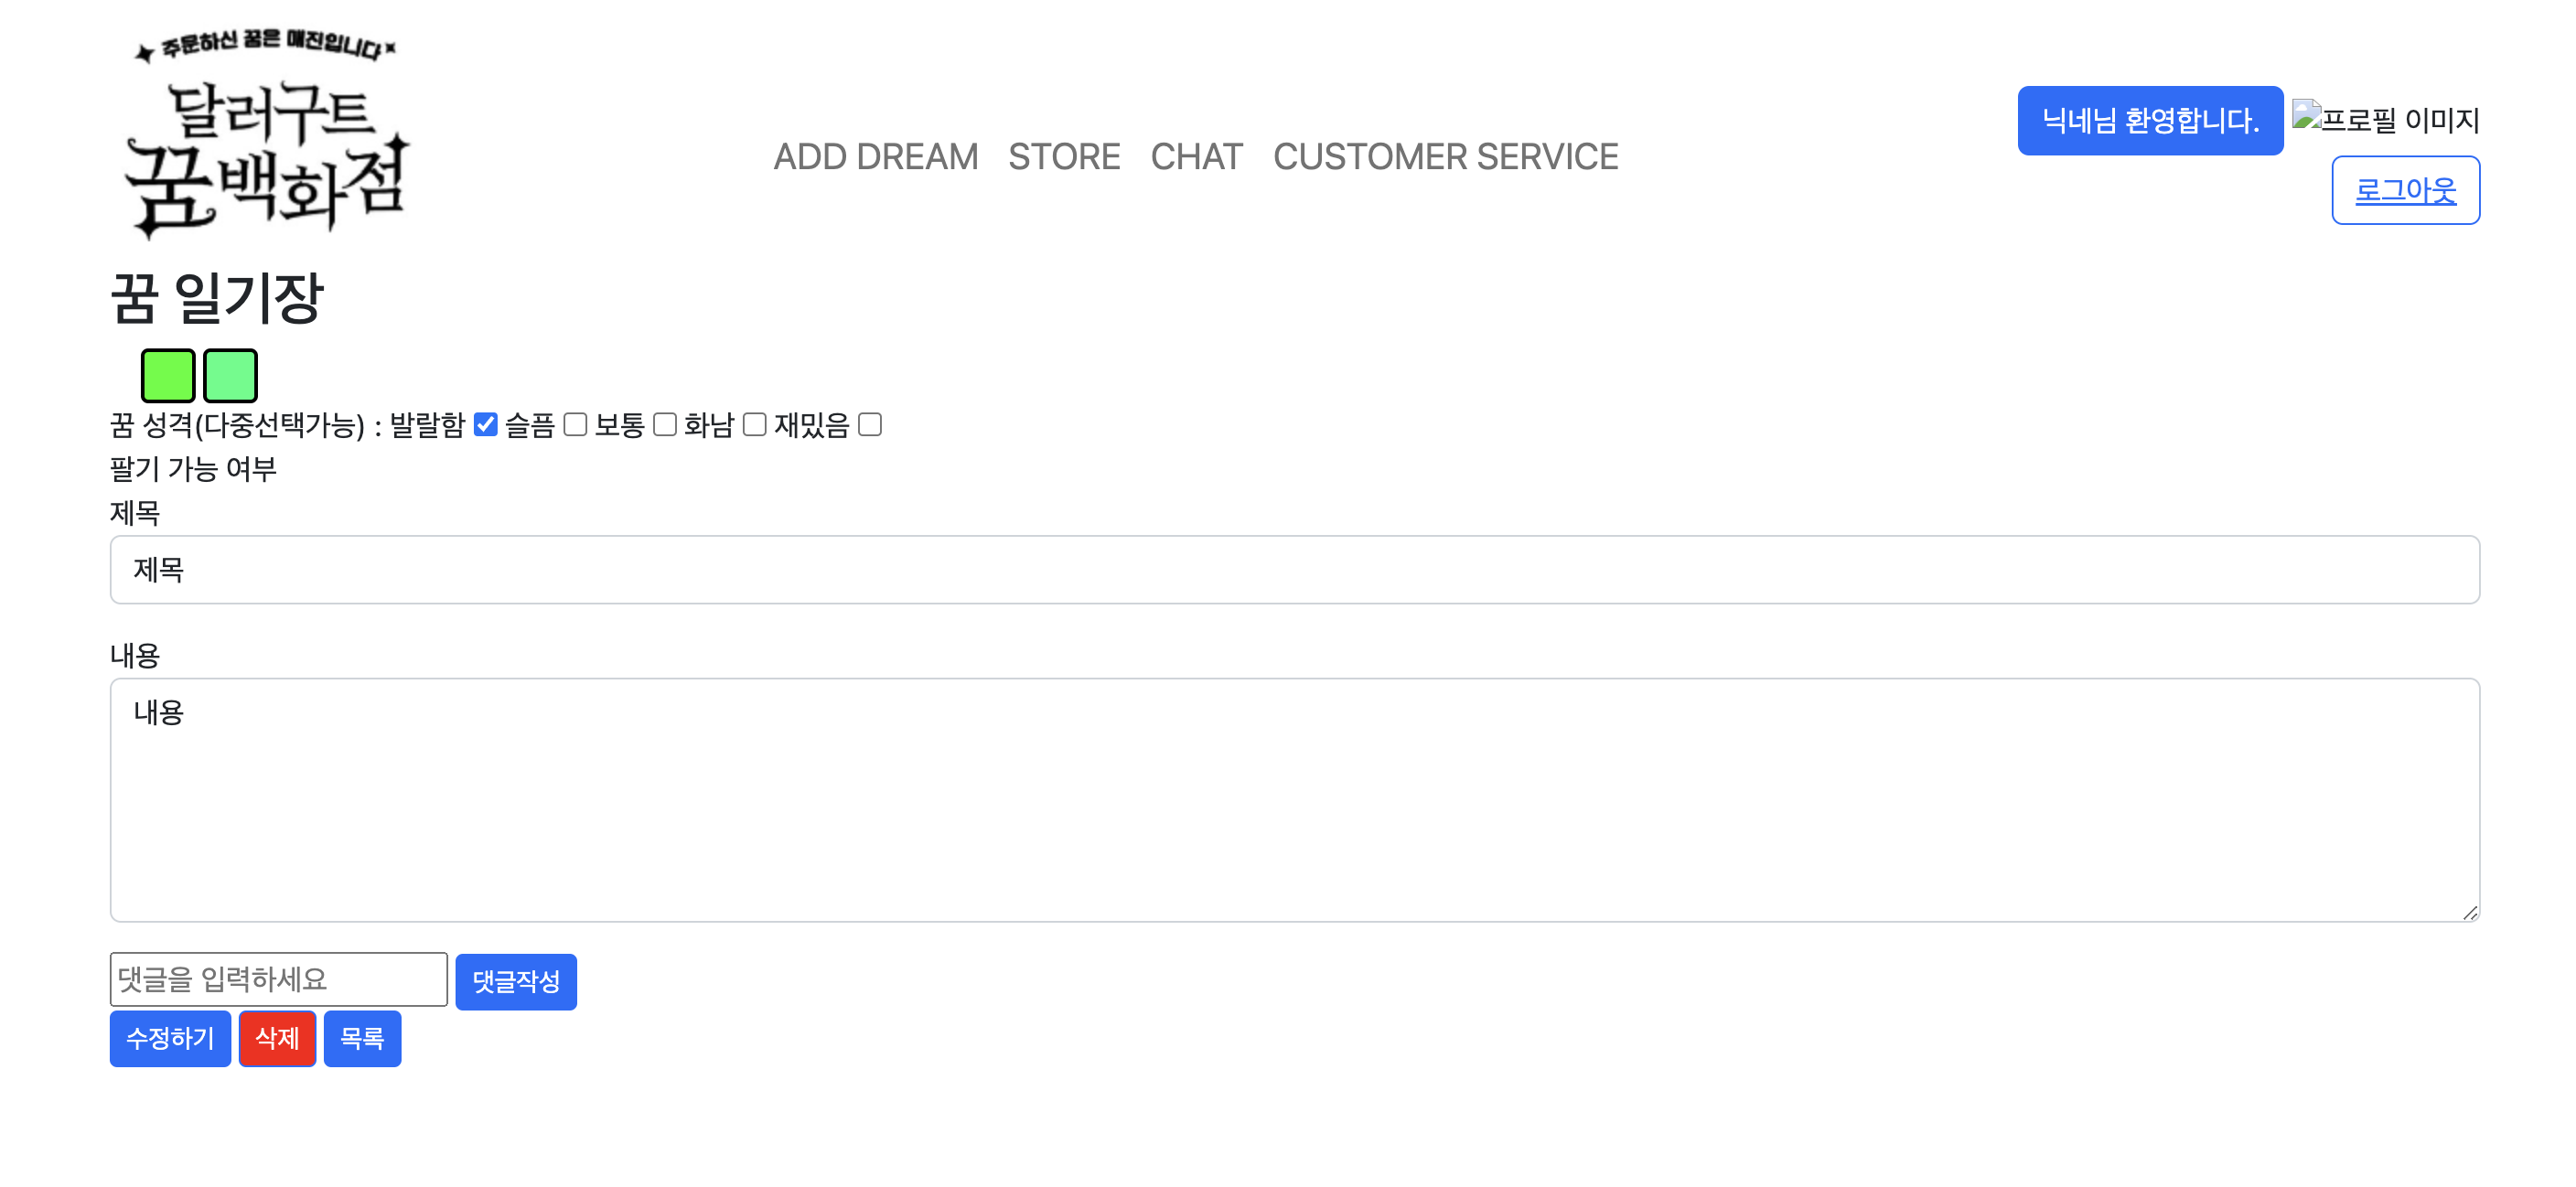 주문하신 꿈은 매진입니다
달러구트
꿈백화점
ADD DREAM STORE CHAT CUSTOMER SERVICE
닉네님 환영합니다. 프로필 이미지
로그아웃
꿈 일기장
꿈 성격(다중선택가능) : 발랄함 슬픔 보통 화남 재밌음
팔기 가능 여부
제목
제목
내용
내용
댓글을 입력하세요 댓글작성
수정하기 삭제 목록